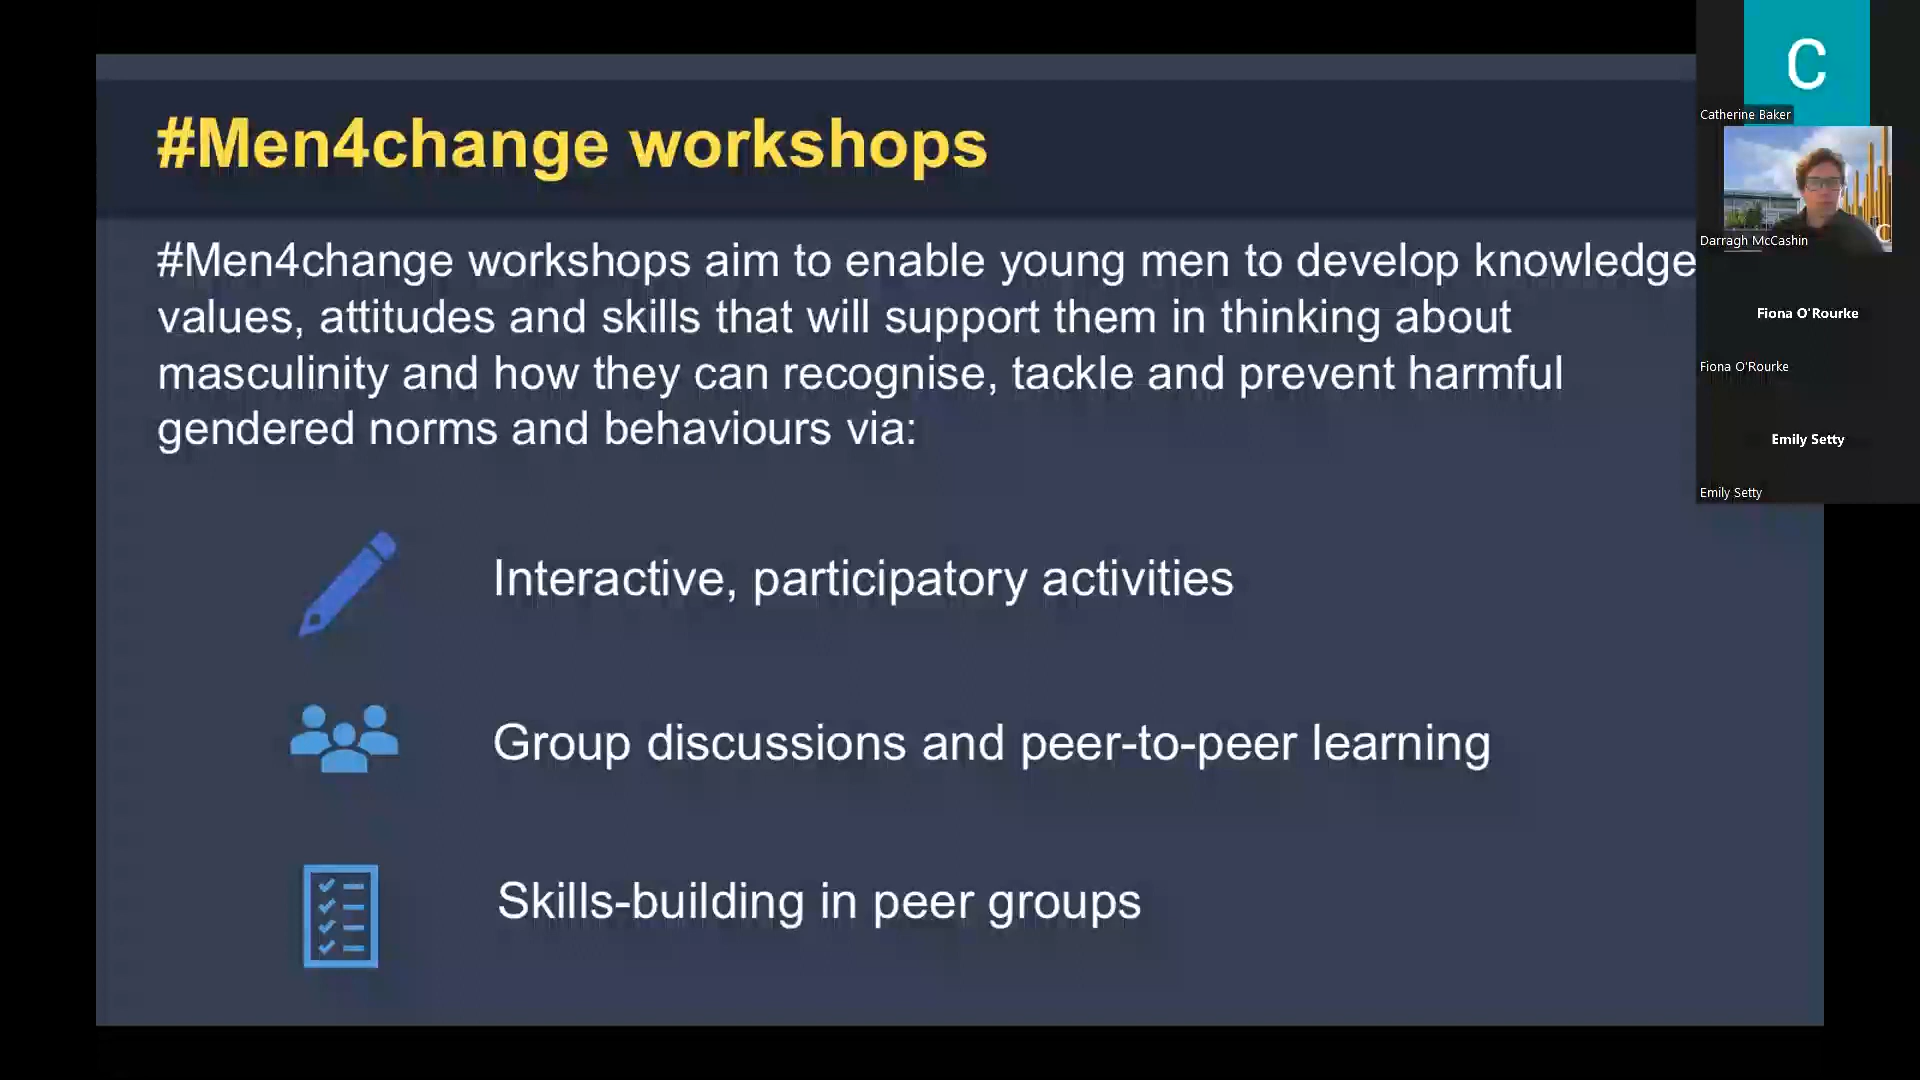 #Men4change workshops
#Men4change workshops aim to enable young men to develop knowledge
values, attitudes and skills that will support them in thinking about
masculinity and how they can recognise, tackle and prevent harmful
gendered norms and behaviours via:
Interactive, participatory activities
Group discussions and peer-to-peer learning
Skills-building in peer groups
C
Catherine Baker
C
Darragh McCashin
Fiona O'Rourke
Fiona O'Rourke
Emily Setty
Emily Setty